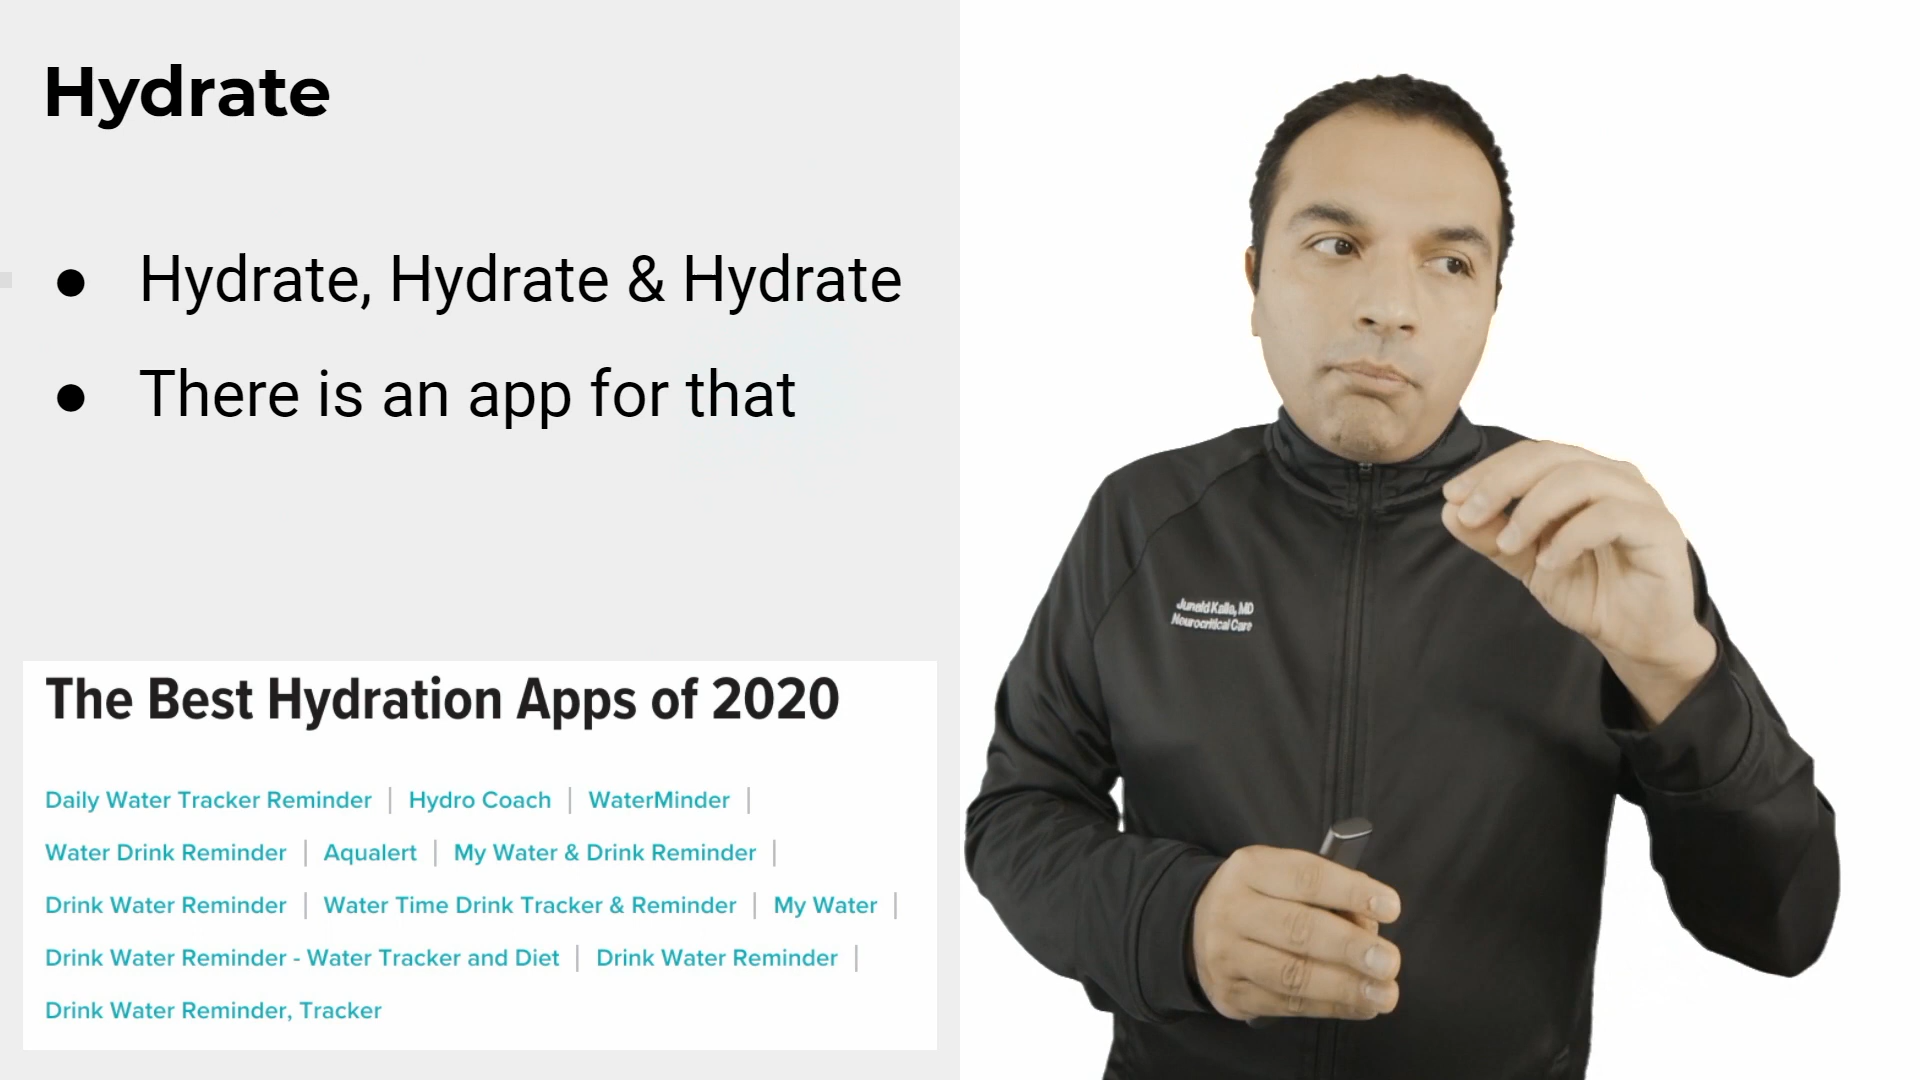 Hydrate
● Hydrate, Hydrate & Hydrate
● There is an app for that
The Best Hydration Apps of 2020
Daily Water Tracker Reminder | Hydro Coach | WaterMinder |
Water Drink Reminder | Aqualert | My Water & Drink Reminder |
Drink Water Reminder | Water Time Drink Tracker & Reminder | My Water |
Drink Water Reminder - Water Tracker and Diet | Drink Water Reminder |
Drink Water Reminder, Tracker
Junaid Kalia, MD
Neurocritical Care